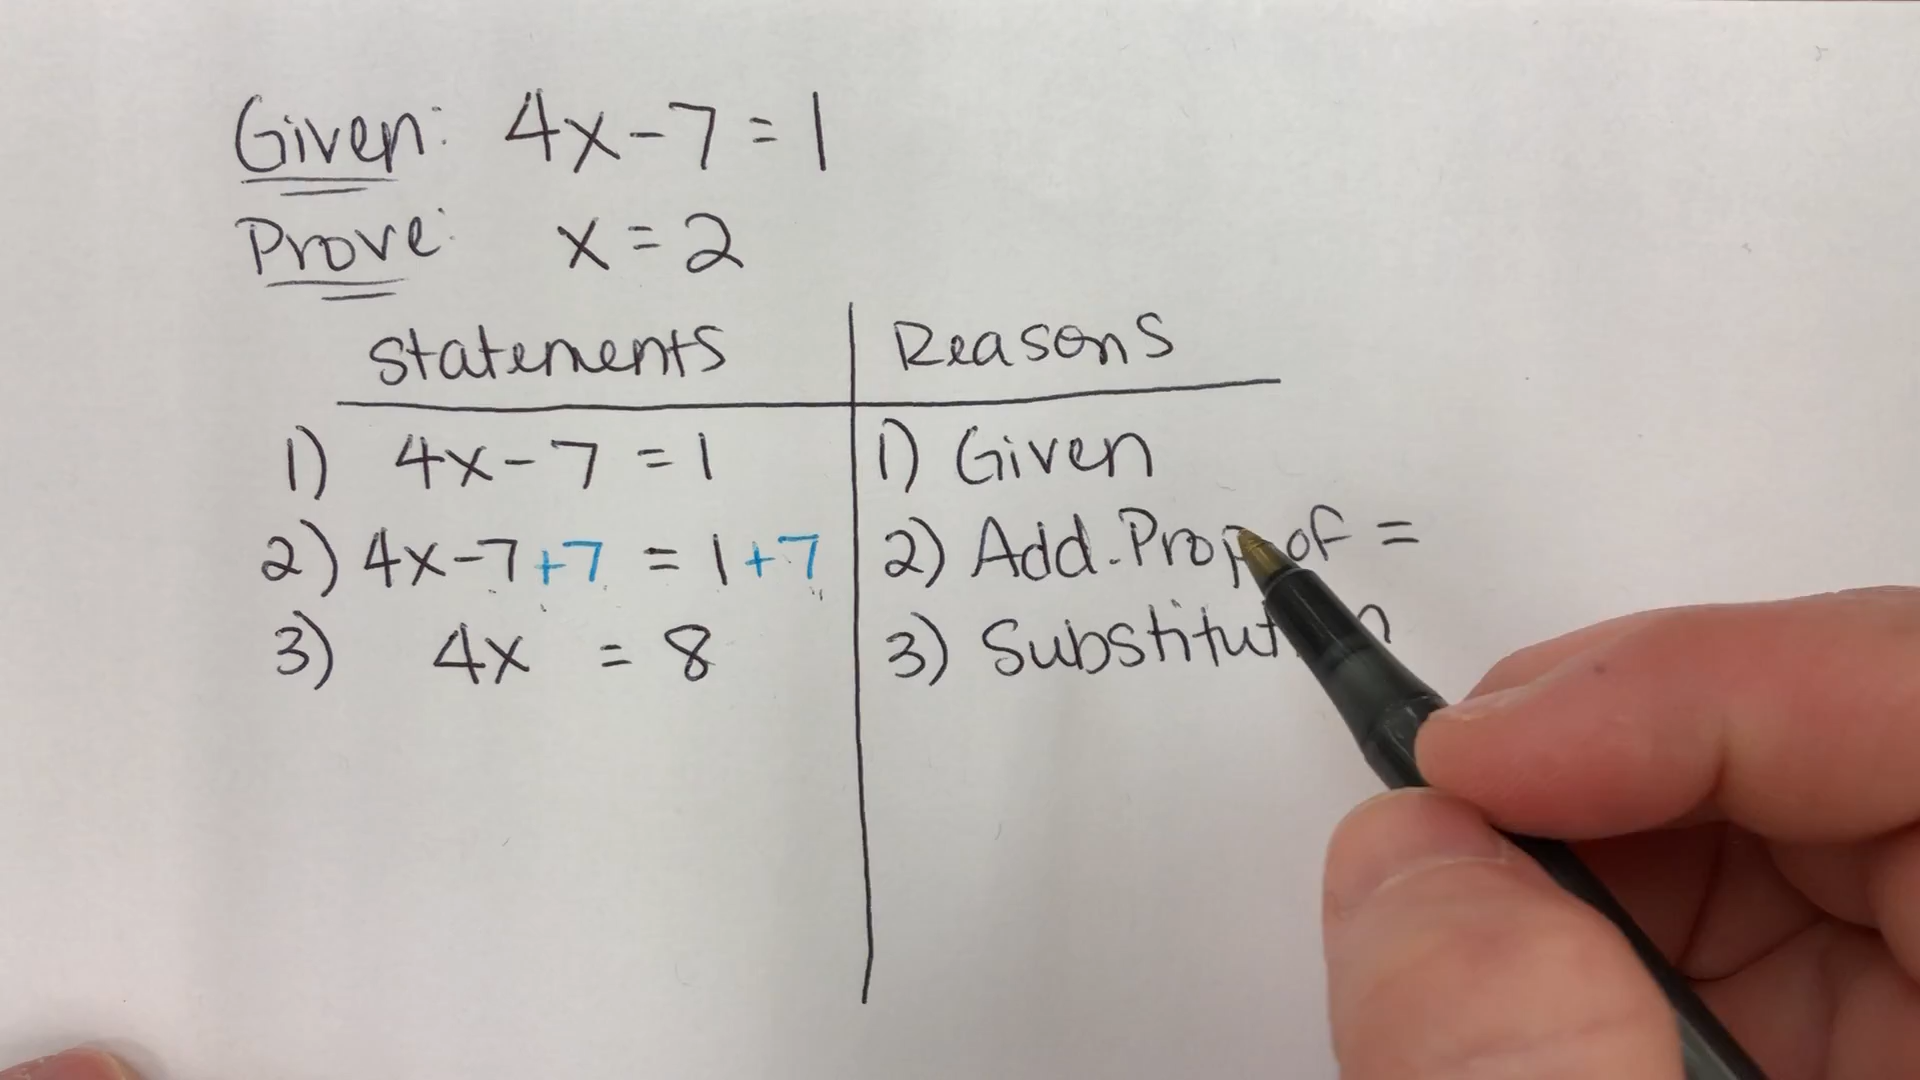 Given: 4x-7=1
Prove: x=2
Statements Reasons
1) 4x-7=1 1) Given
2) 4x-7+7 = 1+7 2) Add. Prop of =
3) 4x = 8 3) Substitution